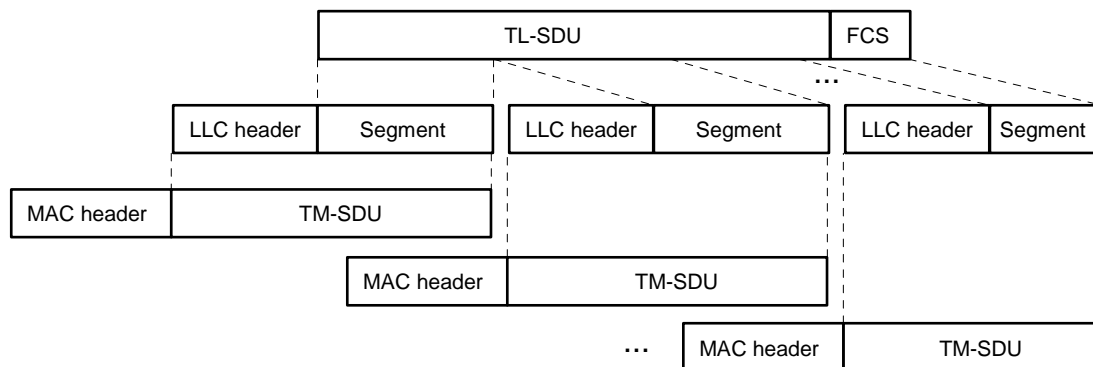 TL-SDU FCS
...
LLC header Segment LLC header Segment LLC header Segment
MAC header TM-SDU
MAC header TM-SDU
... MAC header TM-SDU